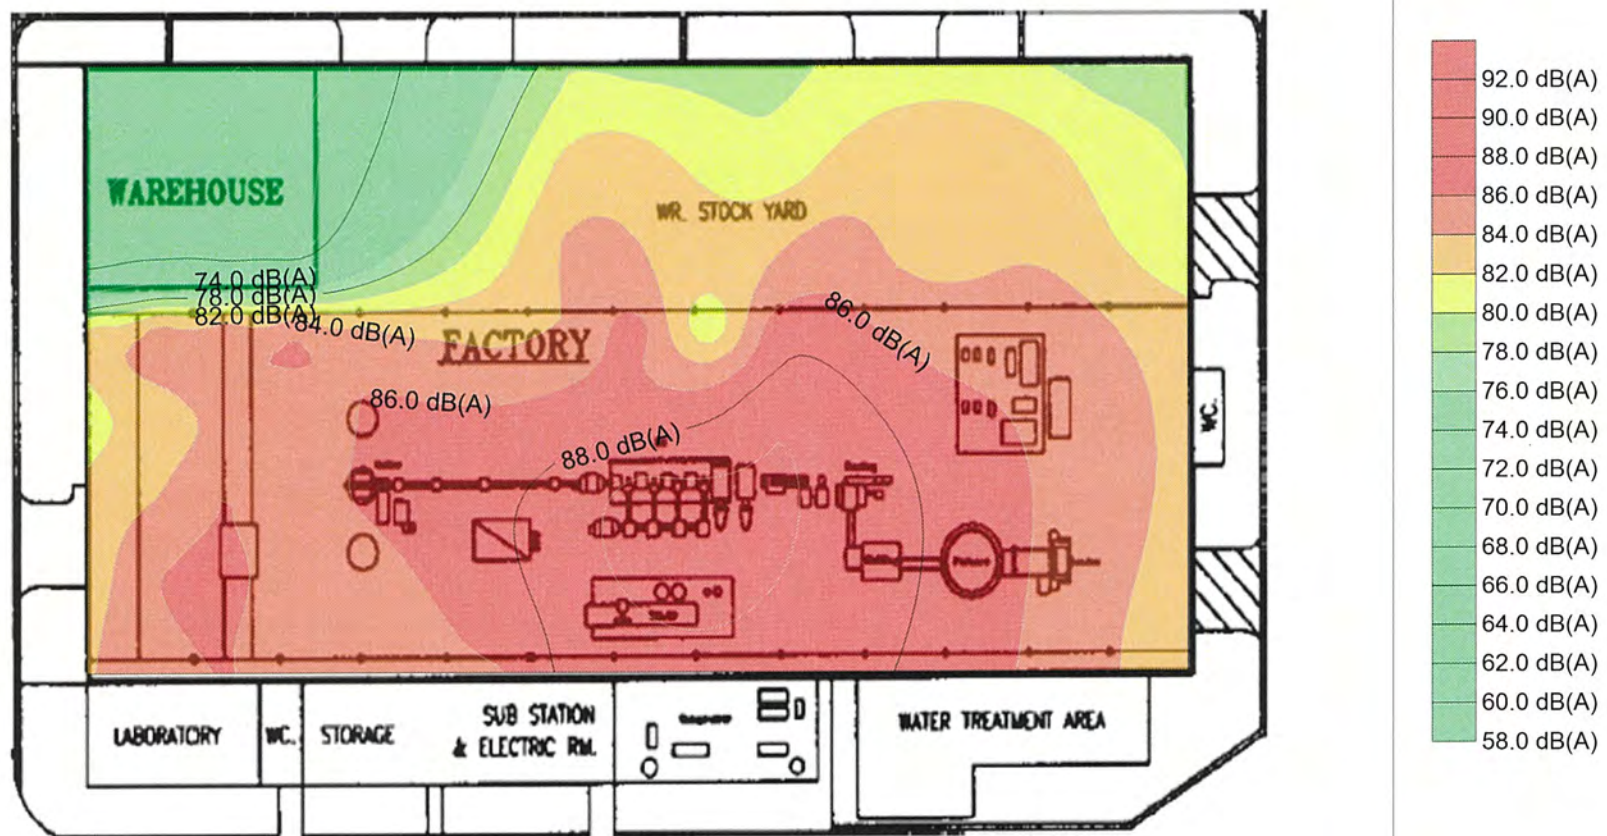 WAREHOUSE
WR. STOCK YARD
74.0 dB(A)
78.0 dB(A)
82.0 dB(A)
84.0 dB(A)
86.0 dB(A)
FACTORY
86.0 dB(A)
88.0 dB(A)
WC.
LABORATORY
WC.
STORAGE
SUB STATION
& ELECTRIC RM.
WATER TREATMENT AREA
92.0 dB(A)
90.0 dB(A)
88.0 dB(A)
86.0 dB(A)
84.0 dB(A)
82.0 dB(A)
80.0 dB(A)
78.0 dB(A)
76.0 dB(A)
74.0 dB(A)
72.0 dB(A)
70.0 dB(A)
68.0 dB(A)
66.0 dB(A)
64.0 dB(A)
62.0 dB(A)
60.0 dB(A)
58.0 dB(A)